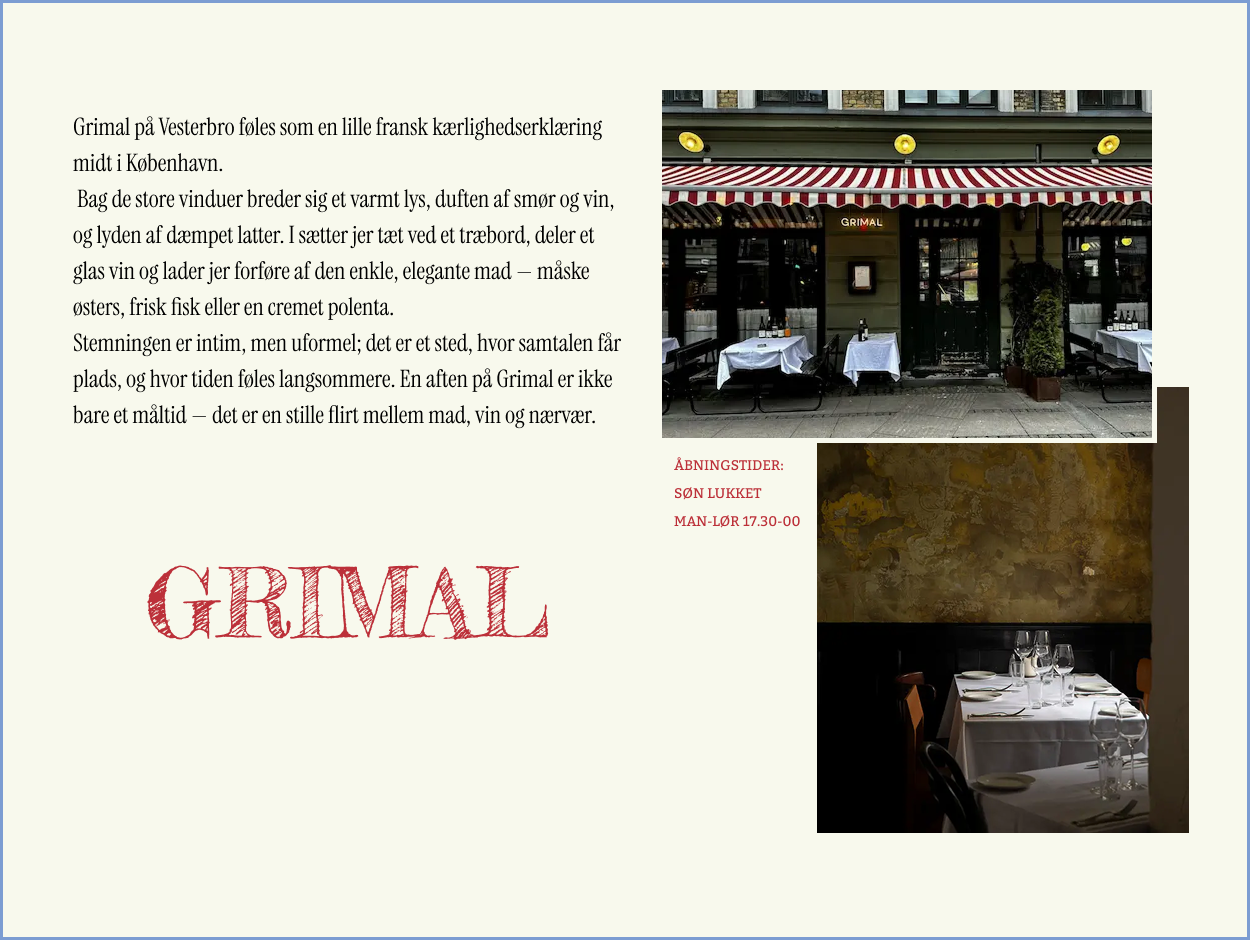 Grimal på Vesterbro føles som en lille fransk kærlighedserklæring
midt i København.
Bag de store vinduer breder sig et varmt lys, duften af smør og vin,
og lyden af dæmpet latter. I sætter jer tæt ved et træbord, deler et
glas vin og lader jer forføre af den enkle, elegante mad – måske
østers, frisk fisk eller en cremet polenta.
Stemningen er intim, men uformel; det er et sted, hvor samtalen får
plads, og hvor tiden føles langsommere. En aften på Grimal er ikke
bare et måltid – det er en stille flirt mellem mad, vin og nærvær.
GRIMAL
GRIMAL
ÅBNINGSTIDER:
SØN LUKKET
MAN-LØR 17.30-00